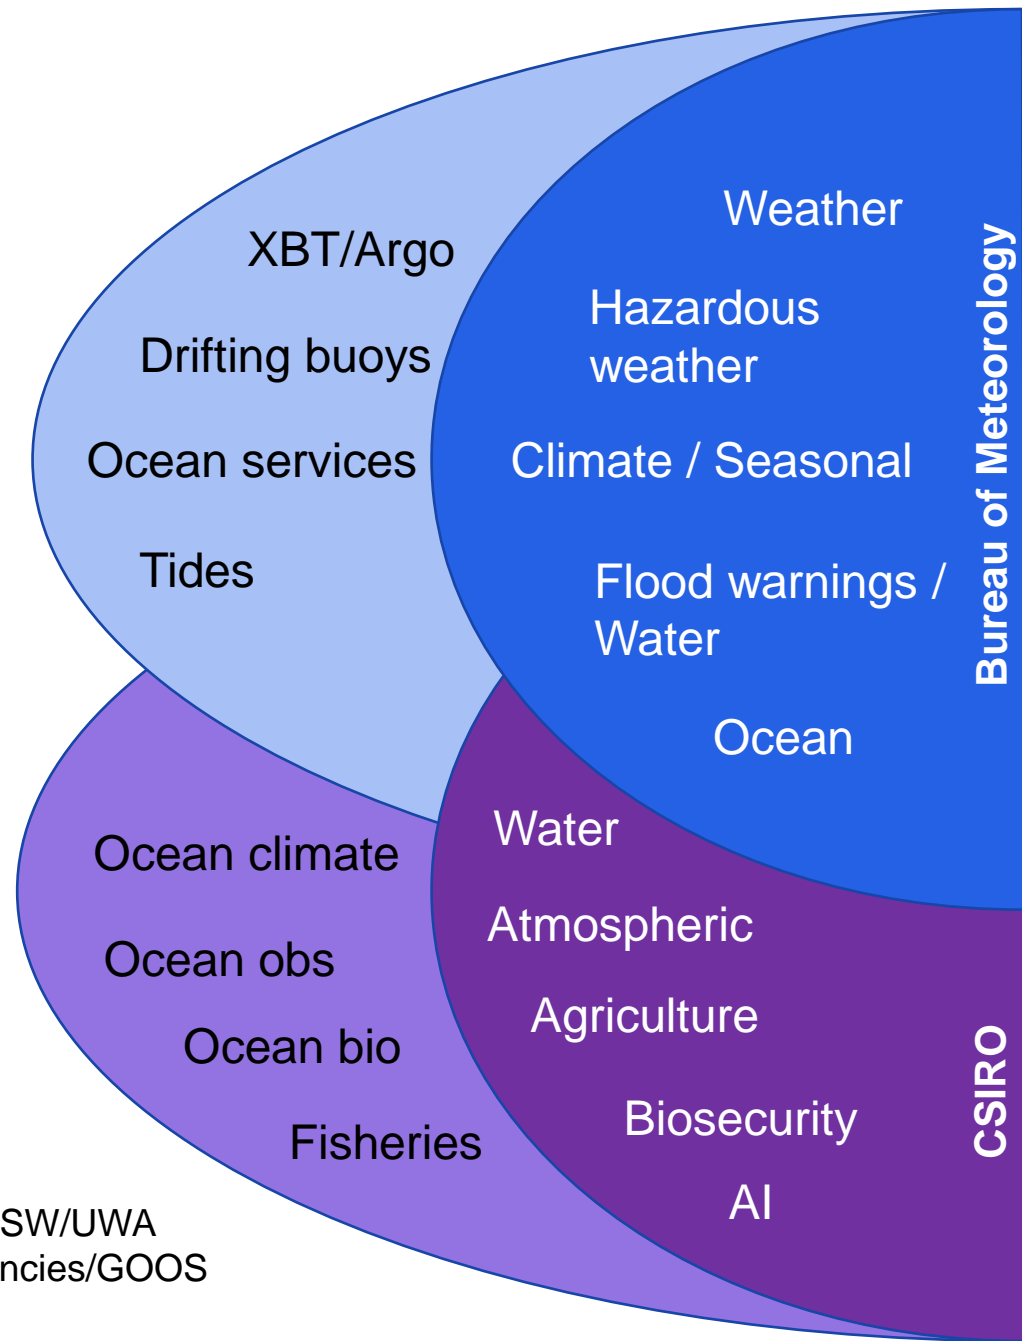 Weather
XBT/Argo
Hazardous
weather
Drifting buoys
Ocean services
Climate / Seasonal
Tides
Flood warnings /
Water
Ocean
Bureau of Meteorology
Water
Ocean climate
Atmospheric
Ocean obs
Agriculture
Ocean bio
Biosecurity
Fisheries
AI
CSIRO
SW/UWA
ncies/GOOS